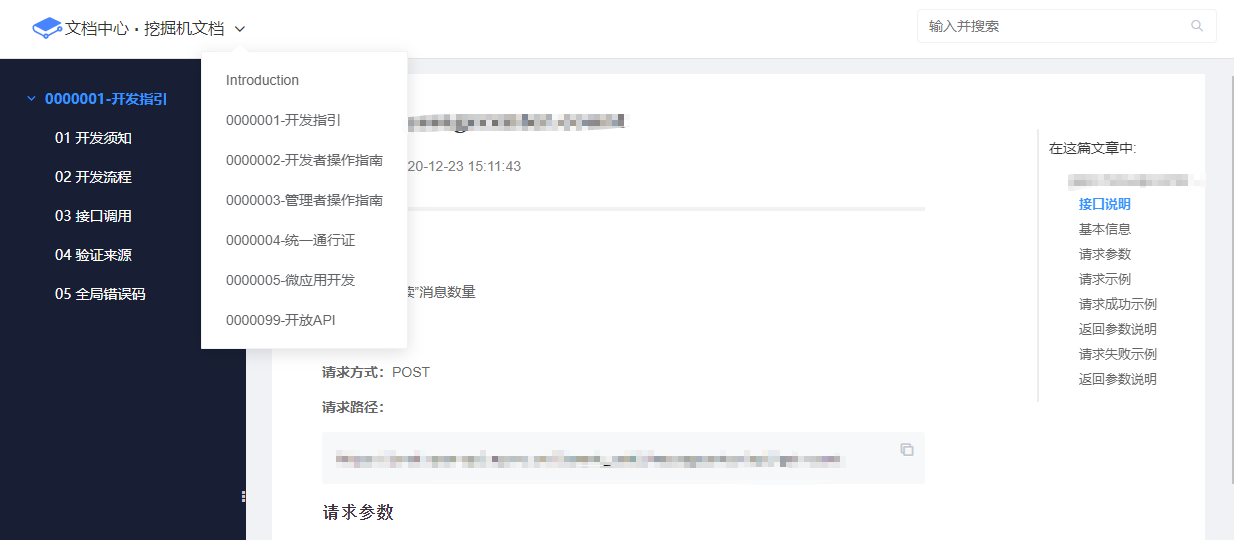 文档中心 · 挖掘机文档
输入并搜索
0000001-开发指引
01 开发须知
02 开发流程
03 接口调用
04 验证来源
05 全局错误码
Introduction
0000001-开发指引
0000002-开发者操作指南
0000003-管理者操作指南
0000004-统一通行证
0000005-微应用开发
0000099-开放API
20-12-23 15:11:43
读"消息数量
请求方式：POST
请求路径：
请求参数
在这篇文章中:
接口说明
基本信息
请求参数
请求示例
请求成功示例
返回参数说明
请求失败示例
返回参数说明